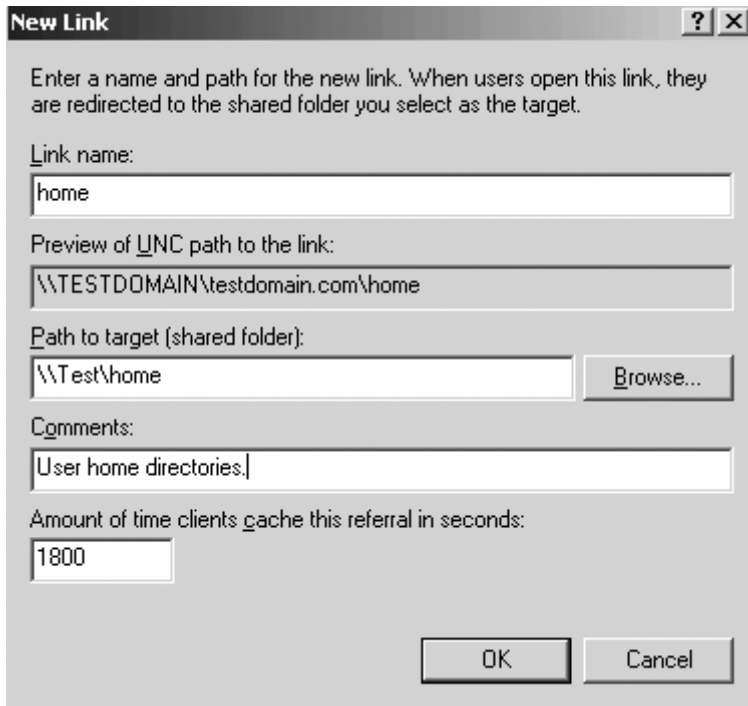 New Link
Enter a name and path for the new link. When users open this link, they
are redirected to the shared folder you select as the target.
Link name:
home
Preview of UNC path to the link:
\\TESTDOMAIN\testdomain.com\home
Path to target (shared folder):
\\Test\home
Browse...
Comments:
User home directories.
Amount of time clients cache this referral in seconds:
1800
OK
Cancel